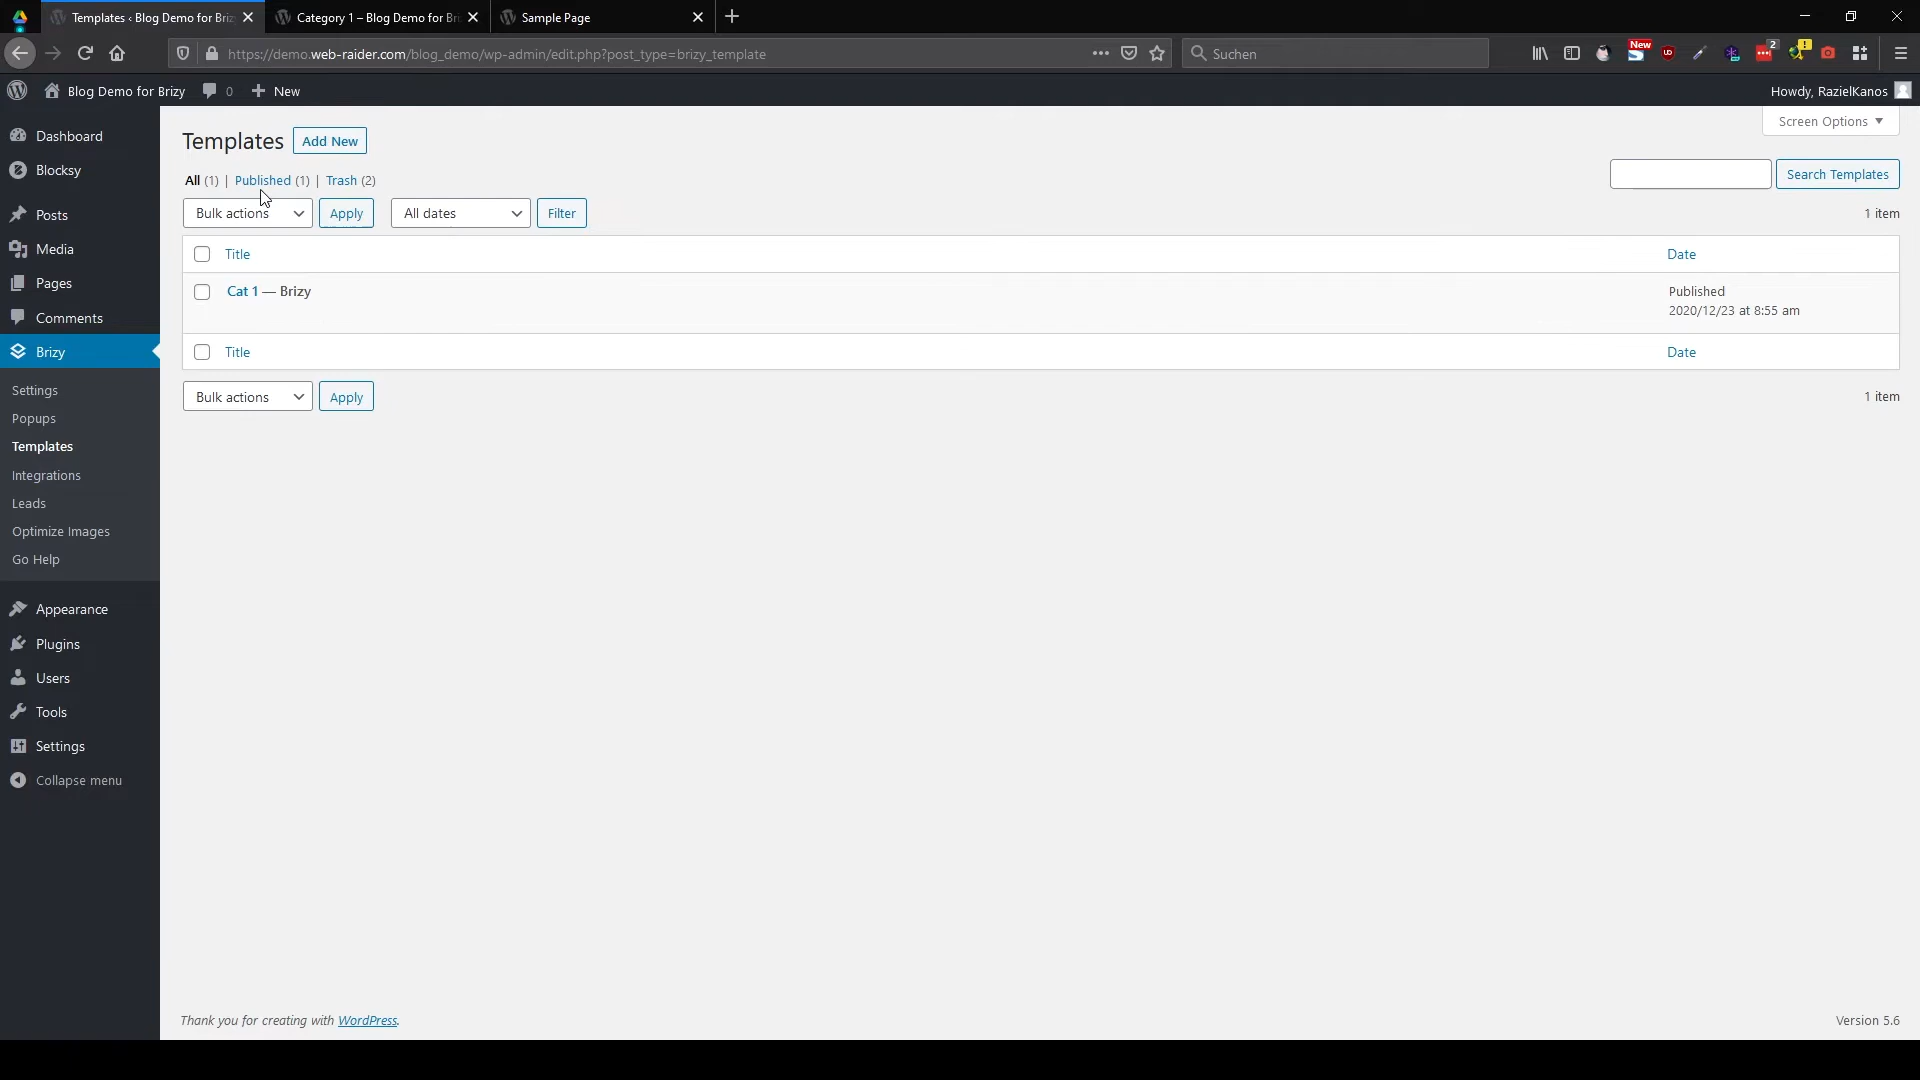 Templates ‹ Blog Demo for Briz
Category 1 – Blog Demo for Bri
Sample Page
https://demo.web-raider.com/blog_demo/wp-admin/edit.php?post_type=brizy_template
Suchen
New
2
Blog Demo for Brizy
0
New
Howdy, RazielKanos
Screen Options
Dashboard
Blocksy
Posts
Media
Pages
Comments
Brizy
Settings
Popups
Templates
Integrations
Leads
Optimize Images
Go Help
Appearance
Plugins
Users
Tools
Settings
Collapse menu
Templates
Add New
All (1) | Published (1) | Trash (2)
Search Templates
Bulk actions
Apply
All dates
Filter
1 item
Title
Date
Cat 1 — Brizy
Published
2020/12/23 at 8:55 am
Title
Date
Bulk actions
Apply
1 item
Thank you for creating with WordPress.
Version 5.6